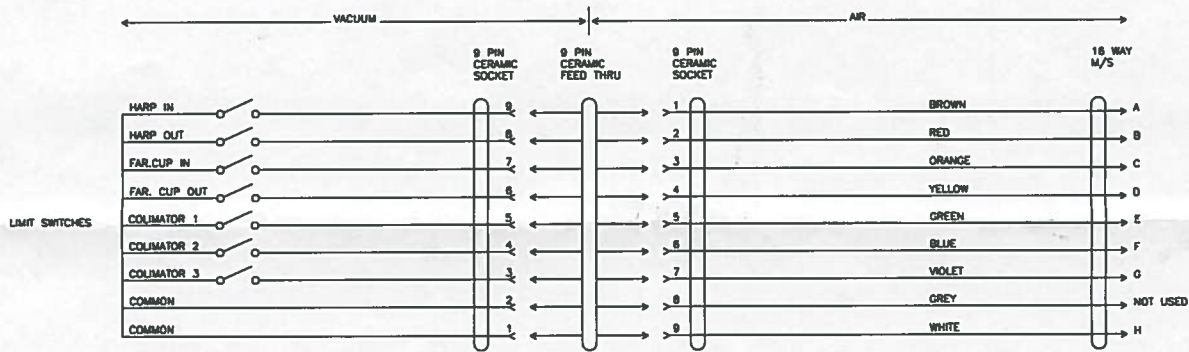 VACUUM AIR
9 PIN CERAMIC SOCKET
9 PIN CERAMIC FEED THRU
9 PIN CERAMIC SOCKET
16 WAY M/S
LIMIT SWITCHES
HARP IN 9 1 BROWN A
HARP OUT 8 2 RED B
FAR.CUP IN 7 3 ORANGE C
FAR. CUP OUT 6 4 YELLOW D
COLIMATOR 1 5 5 GREEN E
COLIMATOR 2 4 6 BLUE F
COLIMATOR 3 3 7 VIOLET G
COMMON 2 8 GREY NOT USED
COMMON 1 9 WHITE H